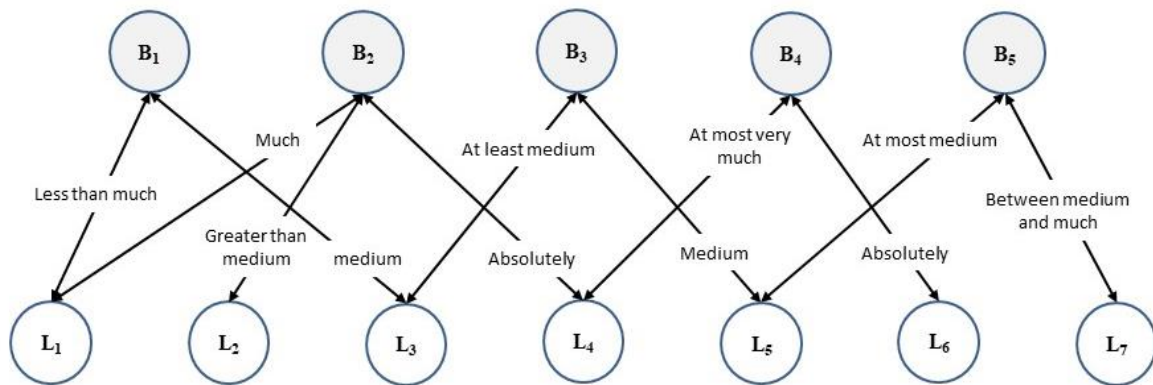 B1
B2
B3
B4
B5
Much
At least medium
At most very
much
At most medium
Less than much
Between medium
and much
Greater than
medium
medium
Absolutely
Medium
Absolutely
L1
L2
L3
L4
L5
L6
L7